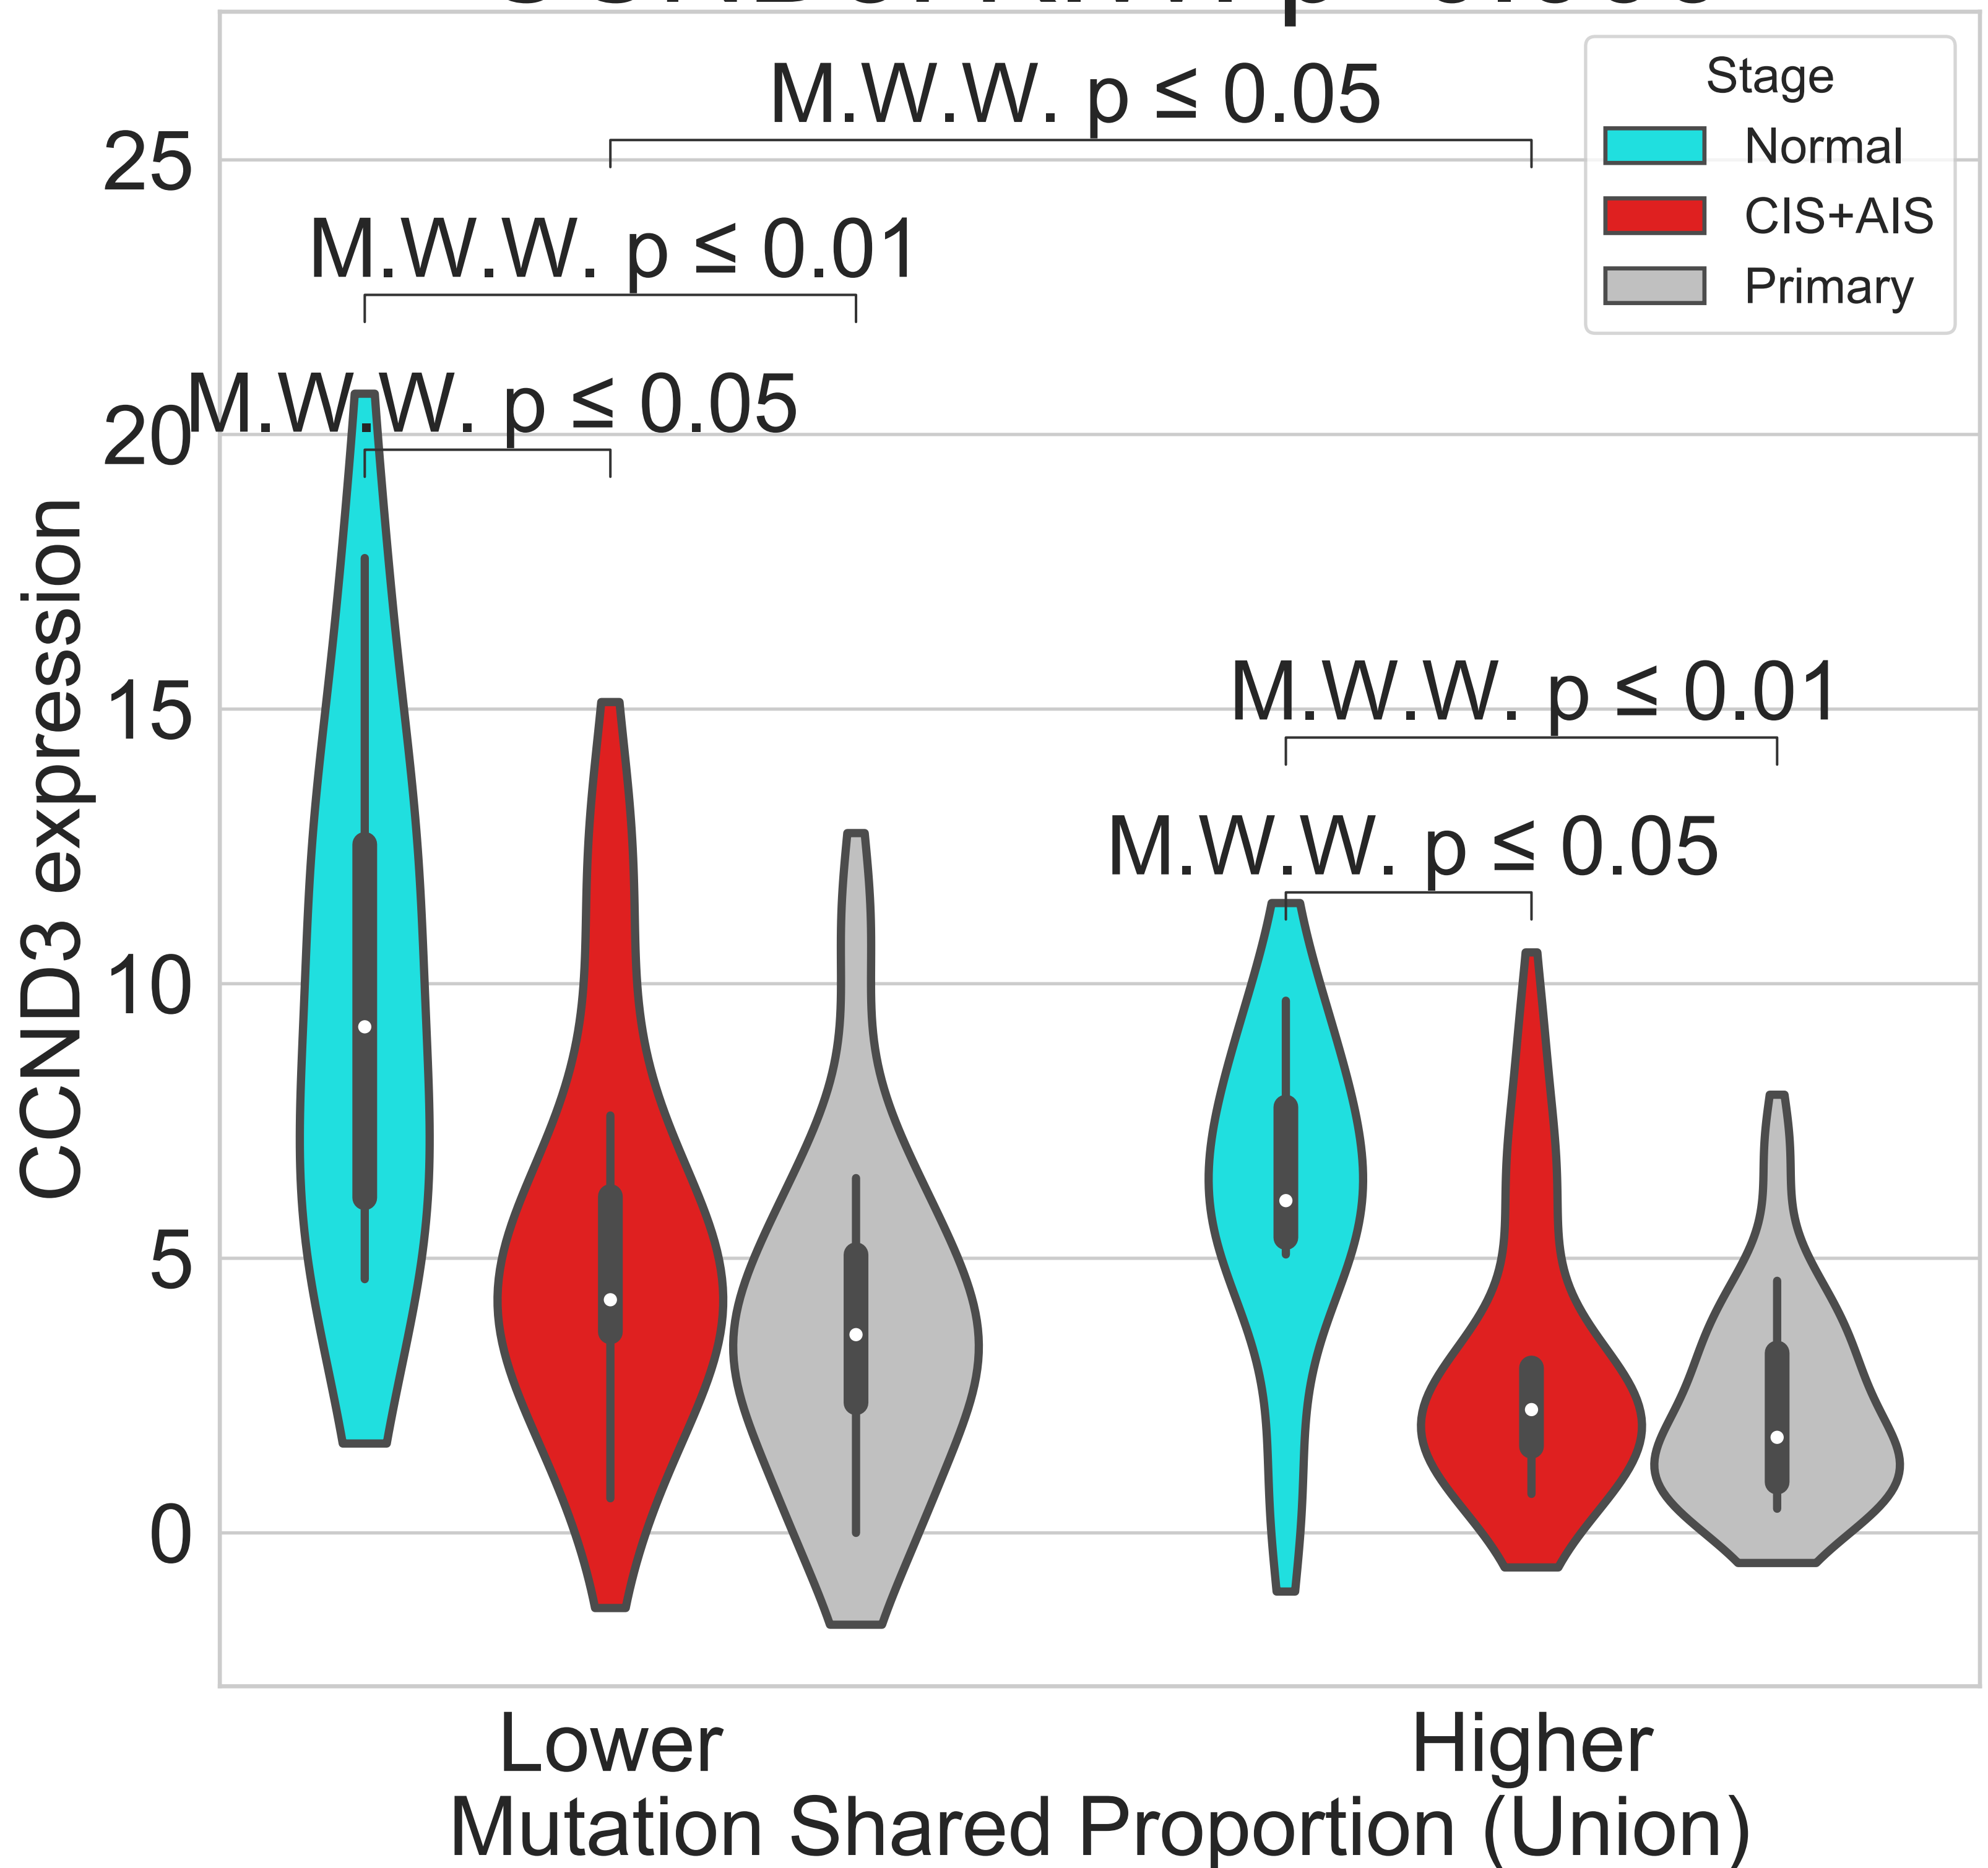 M.W.W. p ≤ 0.05
Stage
Normal
CIS+AIS
Primary
M.W.W. p ≤ 0.01
M.W.W. p ≤ 0.05
M.W.W. p ≤ 0.01
M.W.W. p ≤ 0.05
25
20
15
10
5
0
CCND3 expression
Lower
Higher
Mutation Shared Proportion (Union)